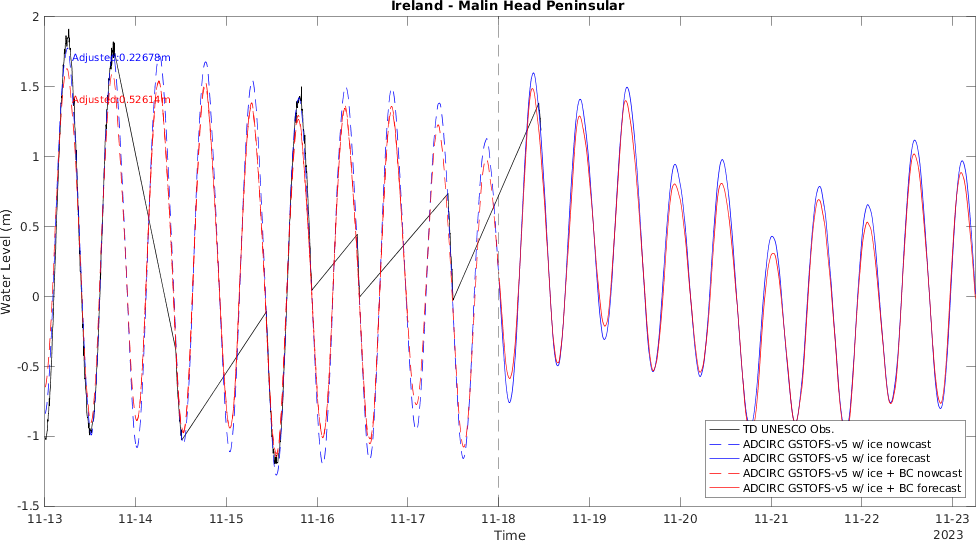 Ireland - Malin Head Peninsular
Adjusted:0.22678m
Adjusted:0.52614m
Water Level (m)
2
1.5
1
0.5
0
-0.5
-1
-1.5
TD UNESCO Obs.
ADCIRC GSTOFS-v5 w/ ice nowcast
ADCIRC GSTOFS-v5 w/ ice forecast
ADCIRC GSTOFS-v5 w/ ice + BC nowcast
ADCIRC GSTOFS-v5 w/ ice + BC forecast
11-13 11-14 11-15 11-16 11-17 11-18 11-19 11-20 11-21 11-22 11-23
Time
2023